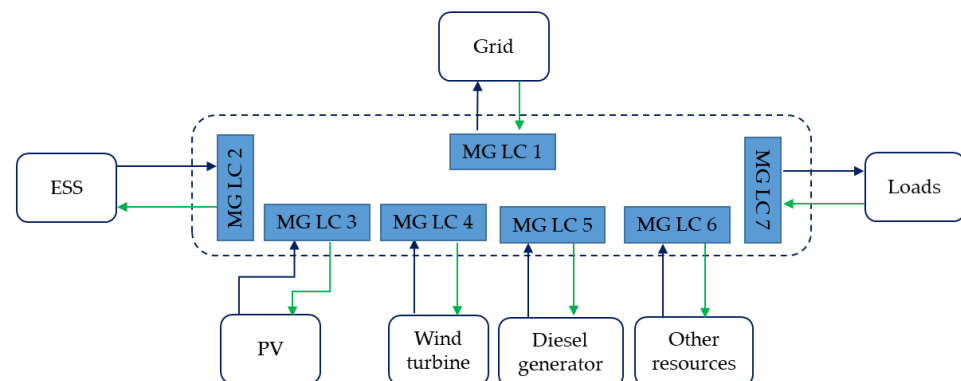 Grid
MG LC 1
MG LC 2
MG LC 7
ESS
Loads
MG LC 3
MG LC 4
MG LC 5
MG LC 6
PV
Wind
turbine
Diesel
generator
Other
resources